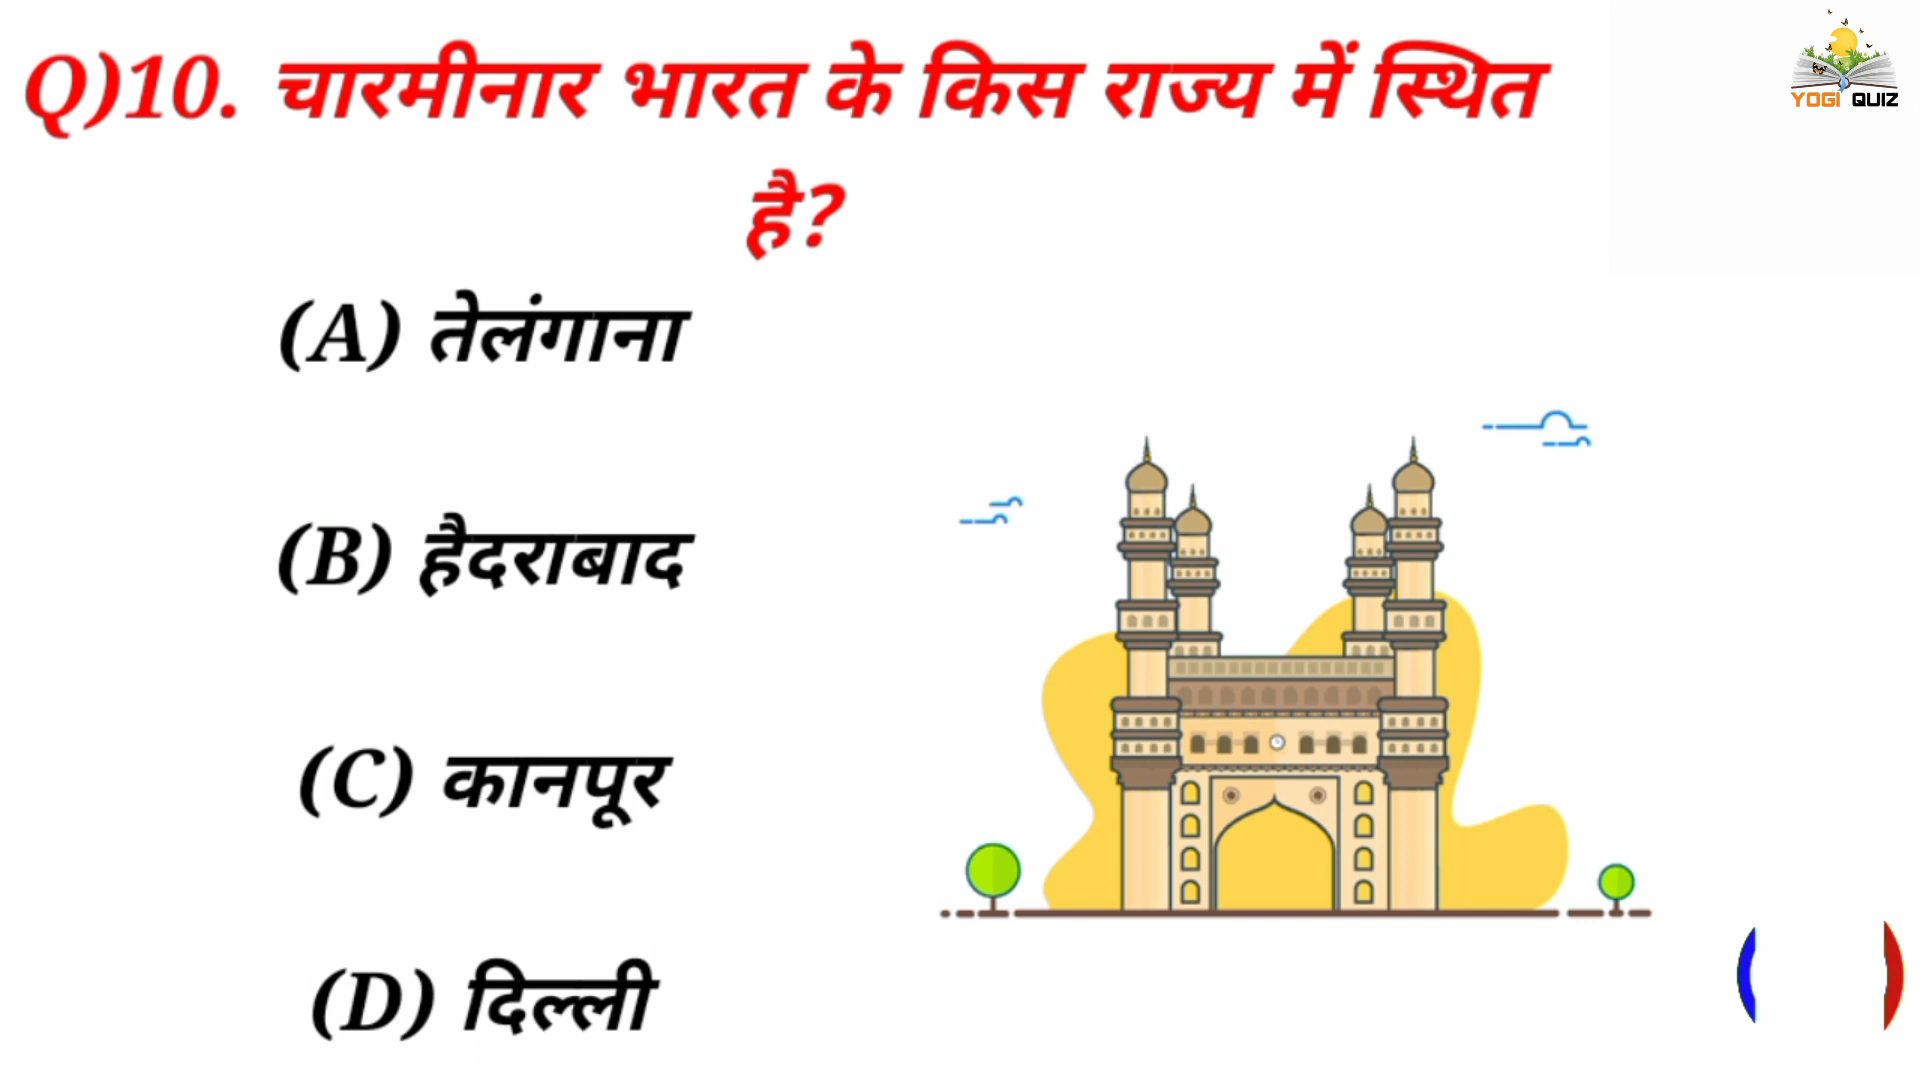 Q)10. चारमीनार भारत के किस राज्य में स्थित
है?
(A) तेलंगाना
(B) हैदराबाद
(C) कानपूर
(D) दिल्ली
YOGI QUIZ